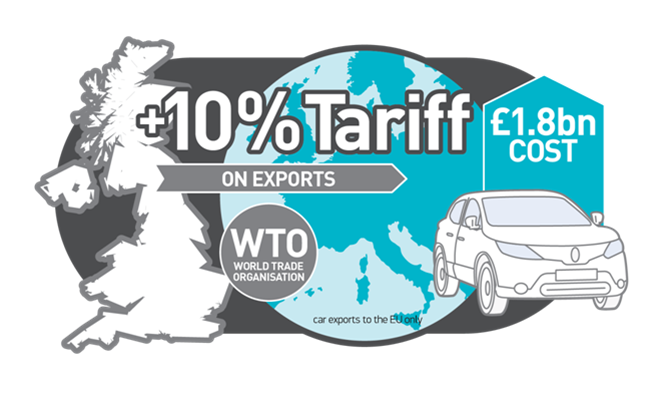 +10% Tariff
£1.8bn
COST
ON EXPORTS
WTO
WORLD TRADE
ORGANISATION
car exports to the EU only